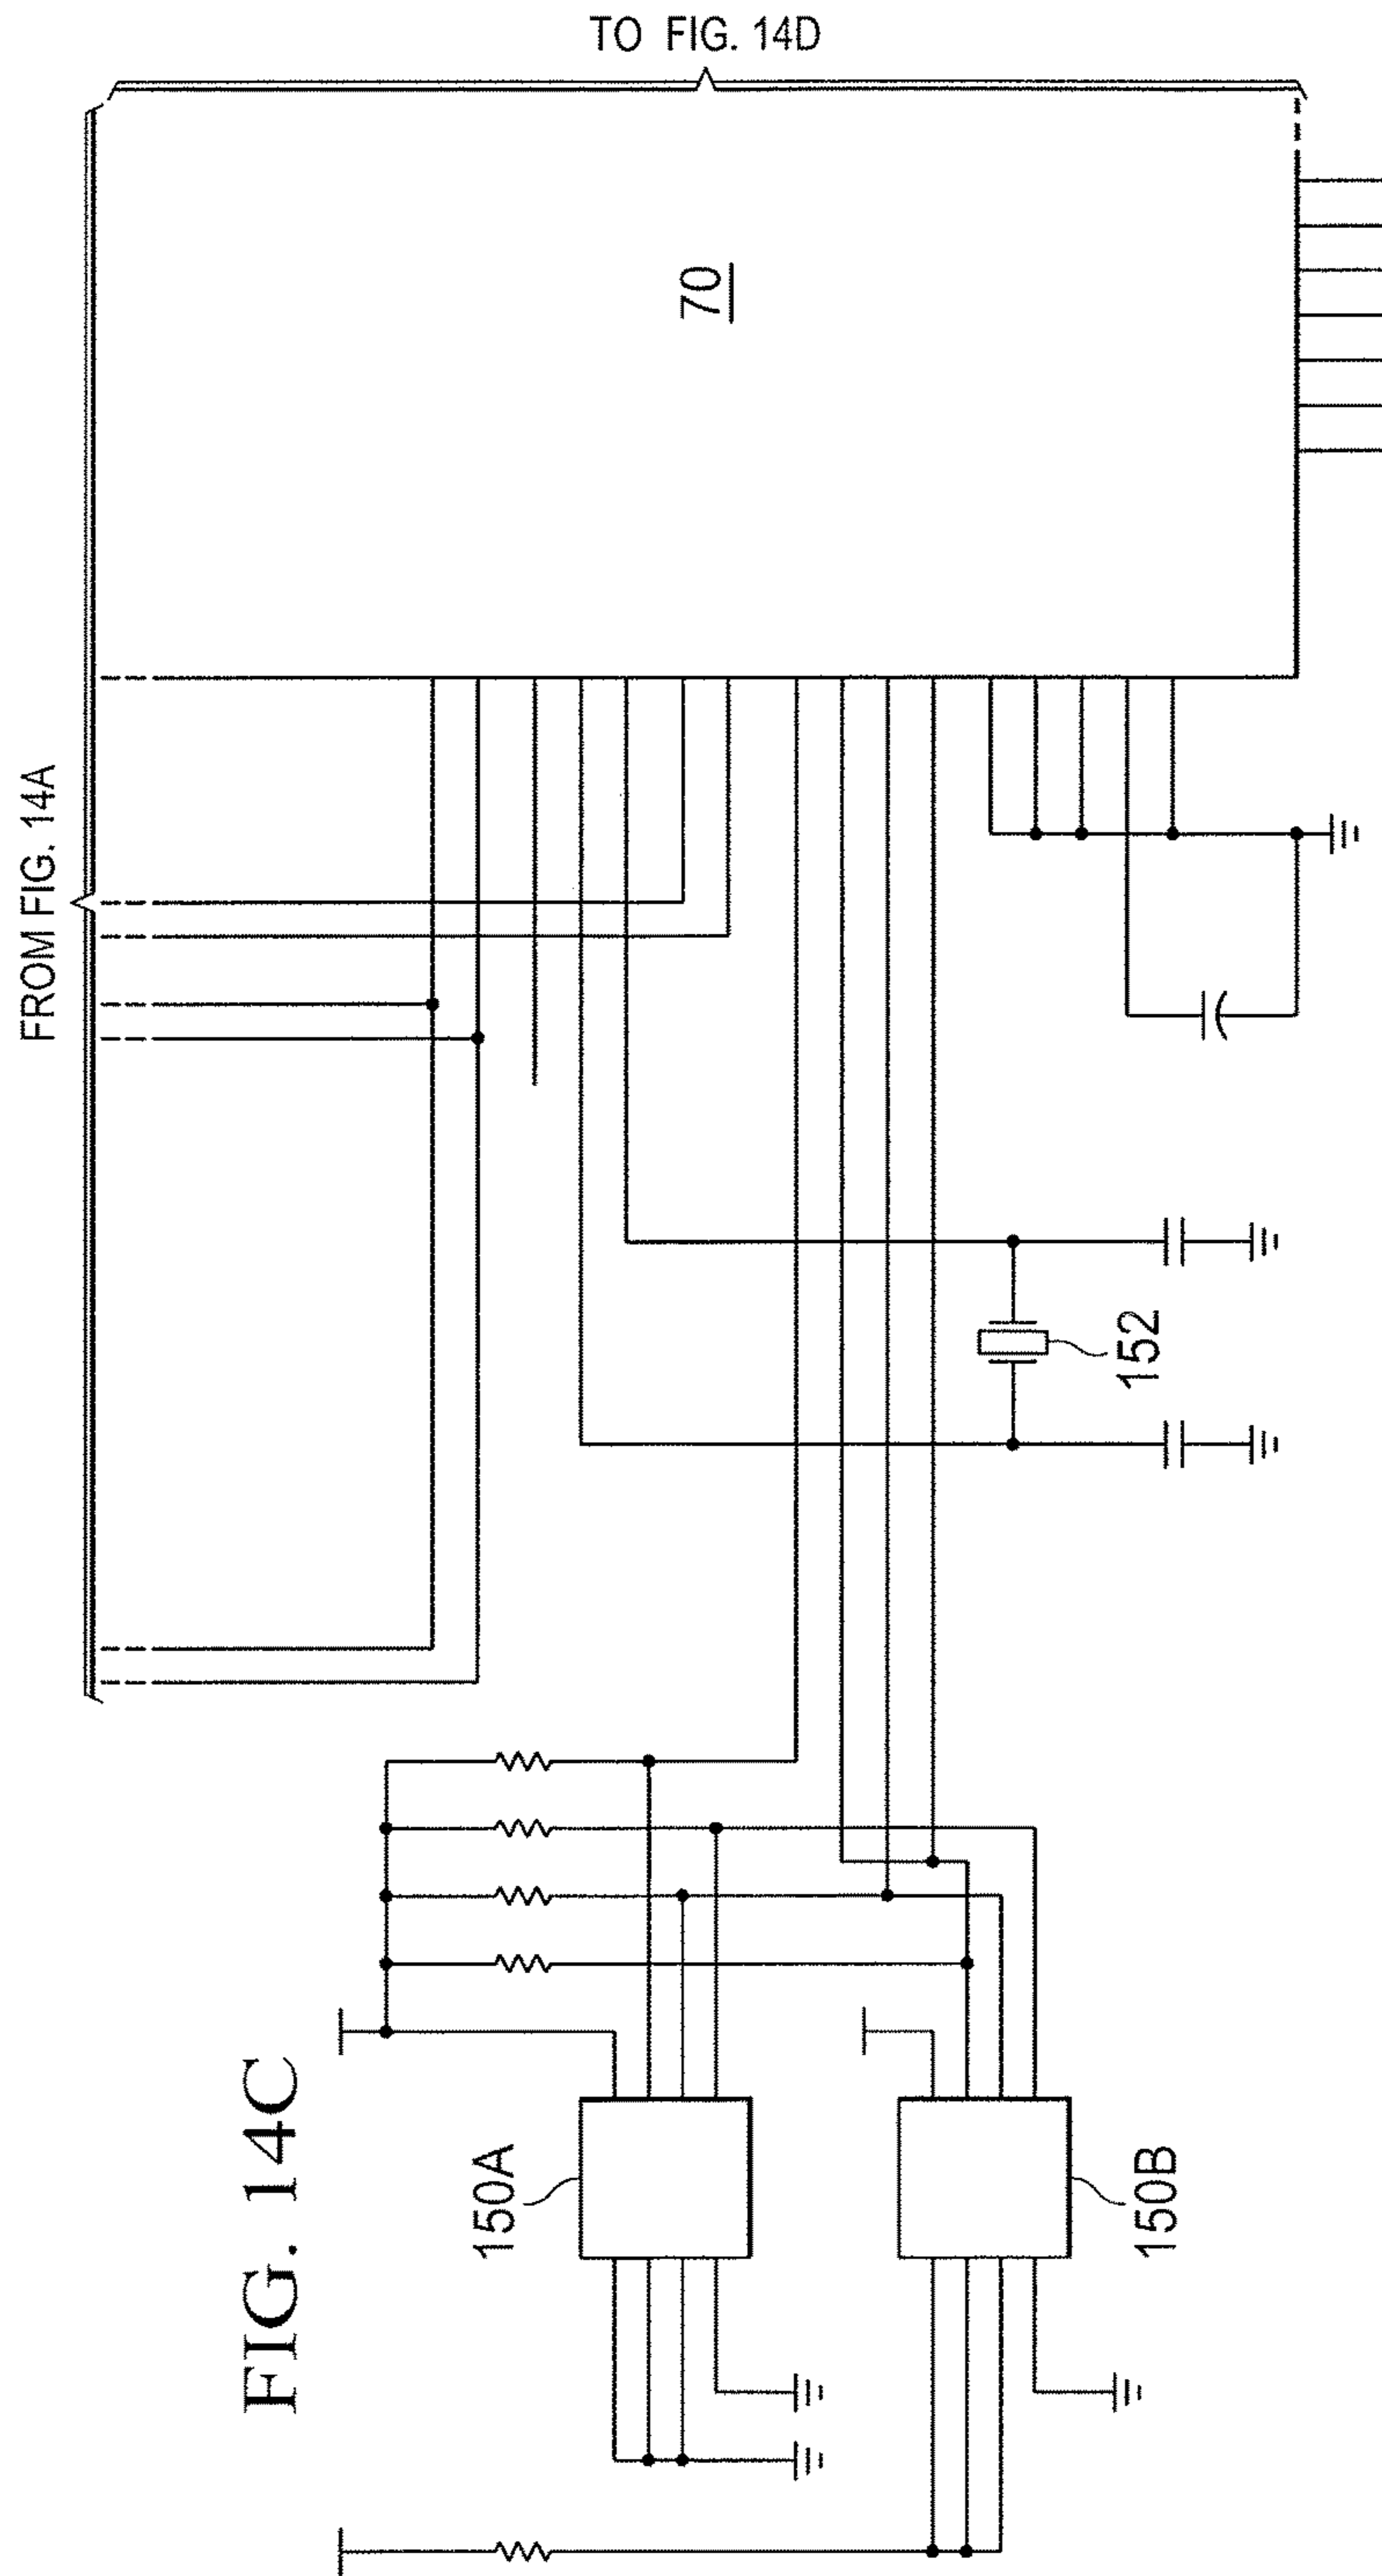 TO FIG. 14D
FROM FIG. 14A
70
152
FIG. 14C
150A
150B